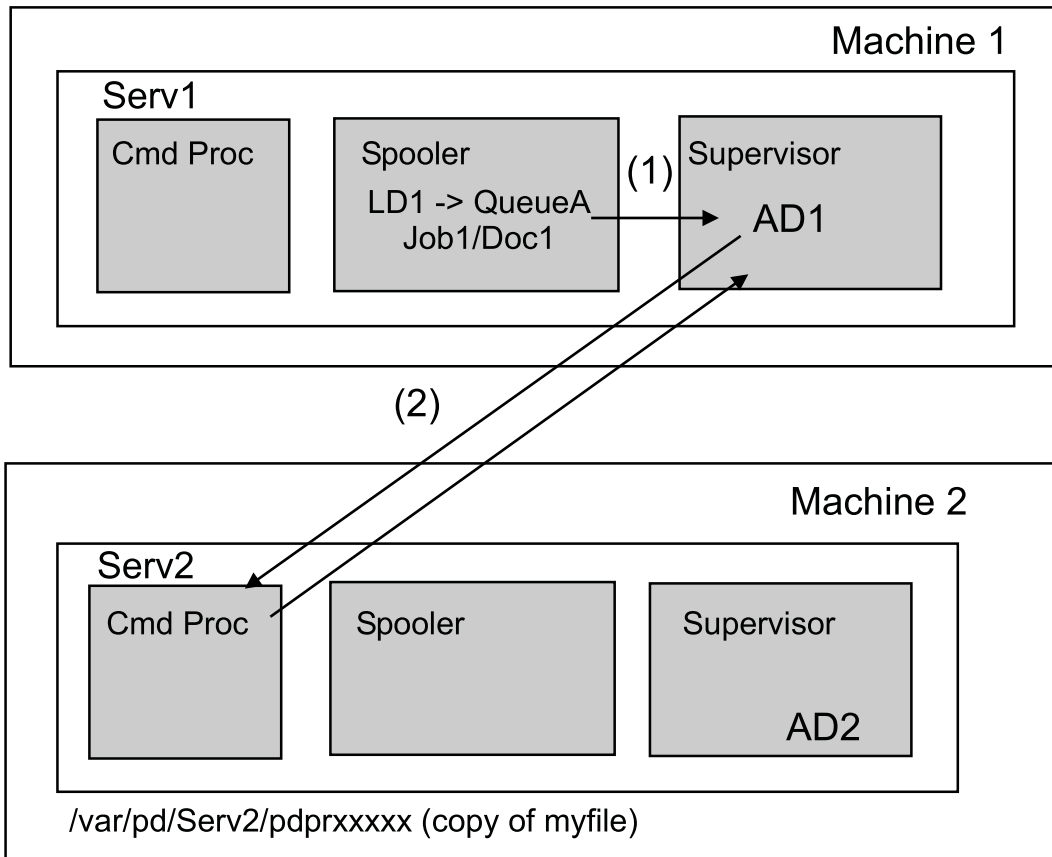 Machine 1
Serv1
Cmd Proc
Spooler
LD1 -> QueueA
Job1/Doc1
(1)
Supervisor
AD1
(2)
Machine 2
Serv2
Cmd Proc
Spooler
Supervisor
AD2
/var/pd/Serv2/pdprxxxxx (copy of myfile)